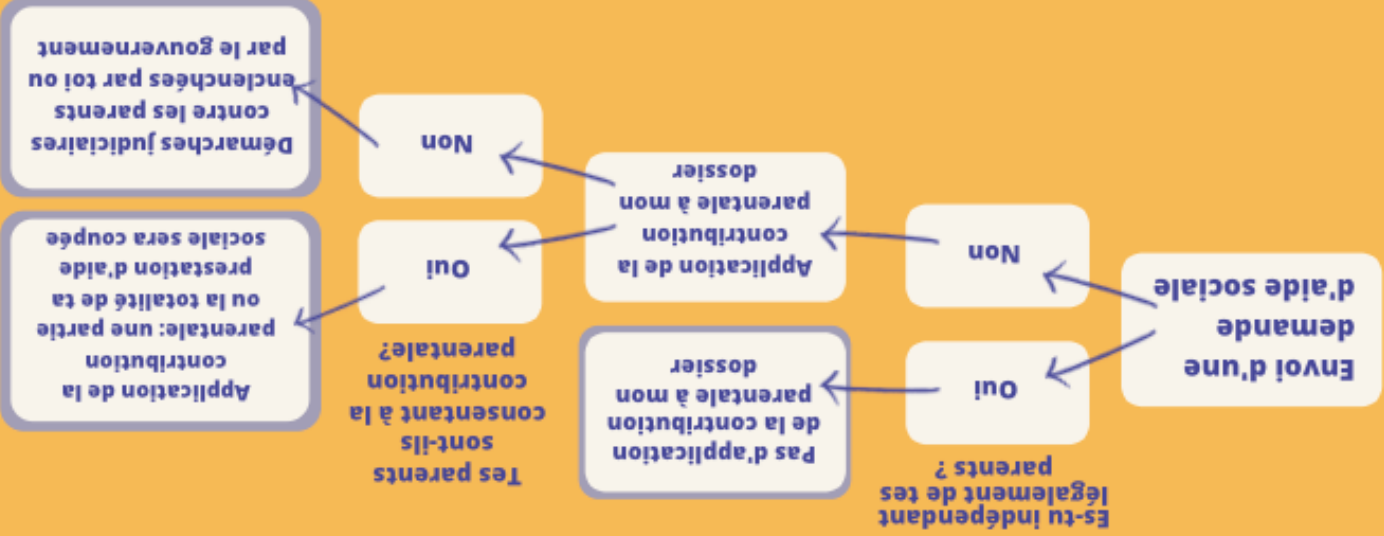 Envoi d'une
demande
d'aide sociale
Es-tu indépendant
légalement de tes
parents ?
Oui
Non
Pas d'application
de la contribution
parentale à mon
dossier
Application de la
contribution
parentale à mon
dossier
Tes parents
sont-ils
consentant à la
contribution
parentale?
Oui
Non
Application de la
contribution
parentale: une partie
ou la totalité de ta
prestation d'aide
sociale sera coupée
Démarches judiciaires
contre les parents
enclenchées par toi ou
par le gouvernement